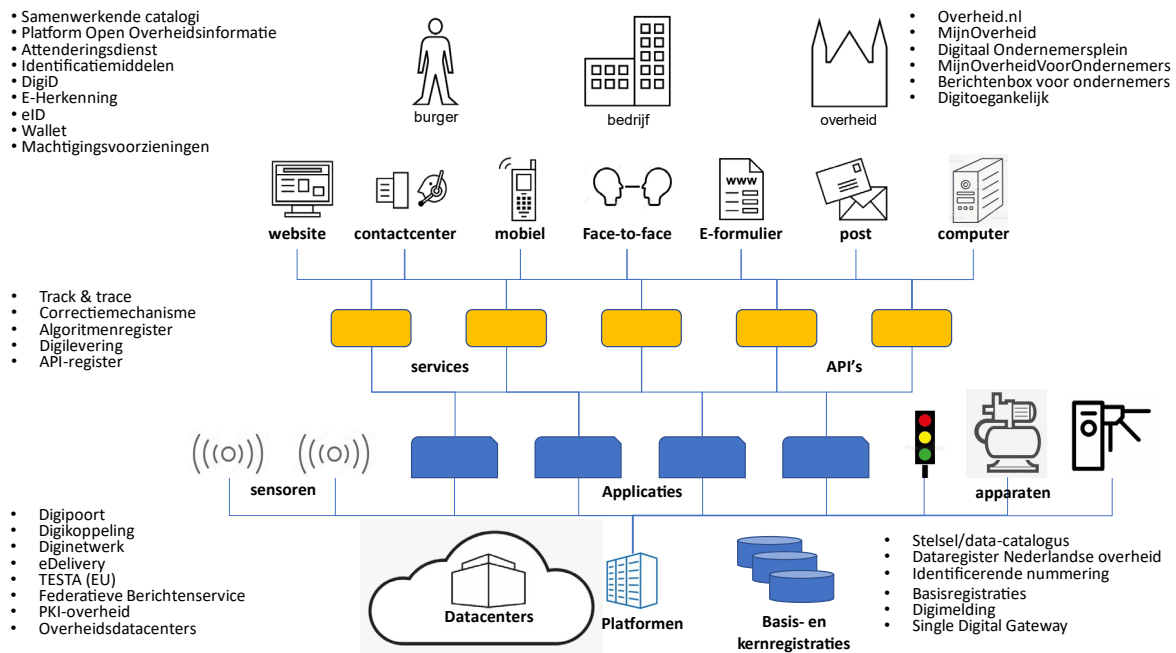 • Samenwerkende catalogi
• Platform Open Overheidsinformatie
• Attenderingsdienst
• Identificatiemiddelen
• DigiD
• E-Herkenning
• eID
• Wallet
• Machtigingsvoorzieningen
burger
bedrijf
overheid
• Overheid.nl
• MijnOverheid
• Digitaal Ondernemersplein
• MijnOverheidVoorOndernemers
• Berichtenbox voor ondernemers
• Digitoegankelijk
www
website
contactcenter
mobiel
Face-to-face
E-formulier
post
computer
• Track & trace
• Correctiemechanisme
• Algoritmenregister
• Digilevering
• API-register
services
API's
sensoren
Applicaties
apparaten
• Digipoort
• Digikoppeling
• Diginetwerk
• eDelivery
• TESTA (EU)
• Federatieve Berichtenservice
• PKI-overheid
• Overheidsdatacenters
Datacenters
Platformen
Basis- en
kernregistraties
• Stelsel/data-catalogus
• Dataregister Nederlandse overheid
• Identificerende nummering
• Basisregistraties
• Digimelding
• Single Digital Gateway